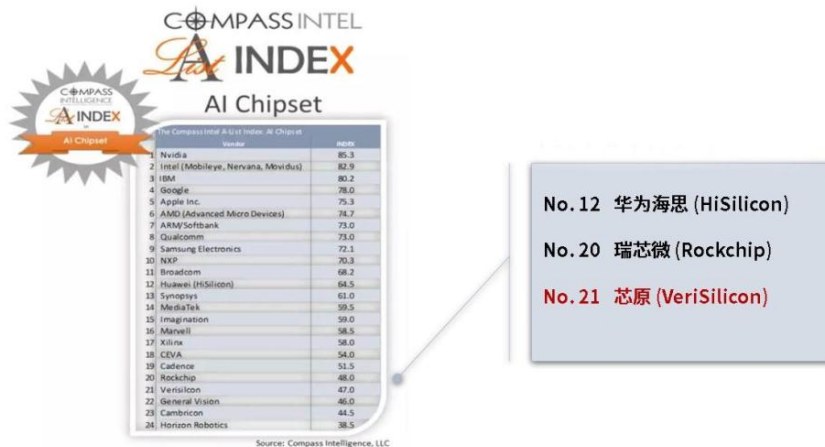 COMPASS INTEL
A List INDEX
AI Chipset
COMPASS
INTELLIGENCE
A List INDEX
AI Chipset
The Compass Intel A-List Index: AI Chipset
Vendor INDEX
1 Nvidia 85.3
2 Intel (Mobileye, Nervana, Movidus) 82.9
3 IBM 80.2
4 Google 78.0
5 Apple Inc. 75.3
6 AMD (Advanced Micro Devices) 74.7
7 ARM/Softbank 73.0
8 Qualcomm 73.0
9 Samsung Electronics 72.1
10 NXP 70.3
11 Broadcom 68.2
12 Huawei (HiSilicon) 64.5
13 Synopsys 61.0
14 MediaTek 59.5
15 Imagination 59.0
16 Marvell 58.5
17 Xilinx 58.0
18 CEVA 54.0
19 Cadence 51.5
20 Rockchip 48.0
21 Verisilcon 47.0
22 General Vision 46.0
23 Cambricon 44.5
24 Horizon Robotics 38.5
Source: Compass Intelligence, LLC
No.12 华为海思 (HiSilicon)
No.20 瑞芯微 (Rockchip)
No.21 芯原 (VeriSilicon)